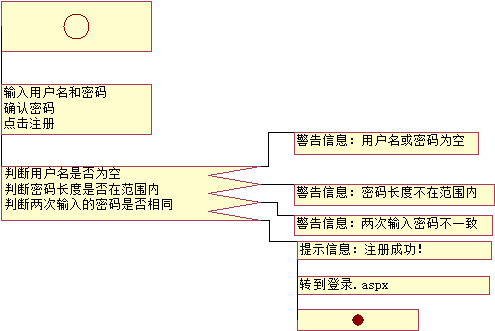 输入用户名和密码
确认密码
点击注册
警告信息：用户名或密码为空
判断用户名是否为空
判断密码长度是否在范围内
判断两次输入的密码是否相同
警告信息：密码长度不在范围内
警告信息：两次输入密码不一致
提示信息：注册成功！
转到登录.aspx